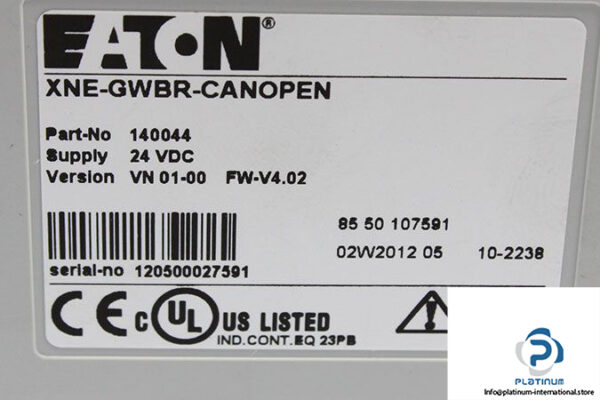 EATON®
XNE-GWBR-CANOPEN
Part-No 140044
Supply 24 VDC
Version VN 01-00 FW-V4.02
85 50 107591
02W2012 05 10-2238
serial-no 120500027591
CE c UL US LISTED
IND.CONT.EQ 23PB
PLATINUM
Info@platinum-international.store